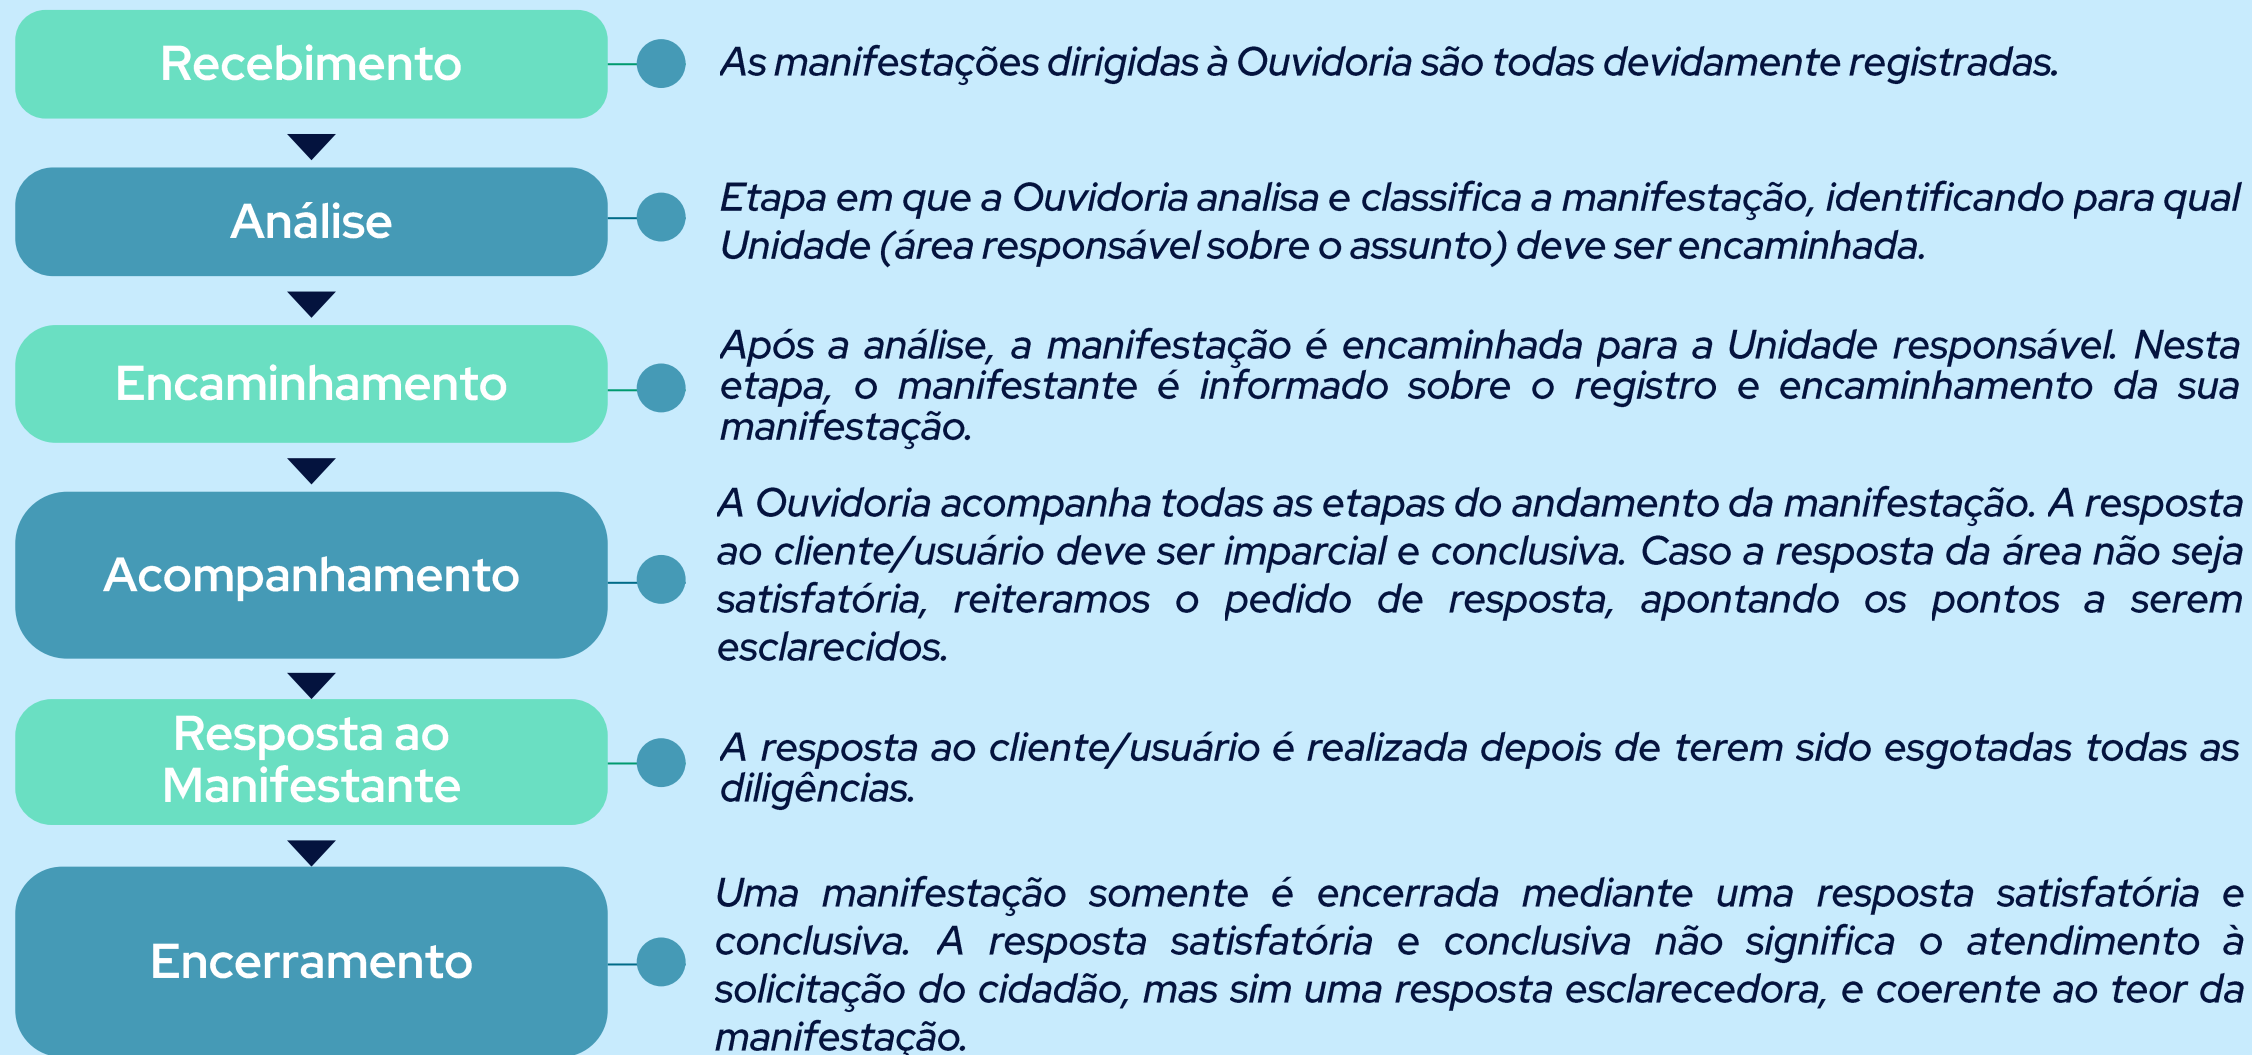 Recebimento
As manifestações dirigidas à Ouvidoria são todas devidamente registradas.
Análise
Etapa em que a Ouvidoria analisa e classifica a manifestação, identificando para qual
Unidade (área responsável sobre o assunto) deve ser encaminhada.
Encaminhamento
Após a análise, a manifestação é encaminhada para a Unidade responsável. Nesta
etapa, o manifestante é informado sobre o registro e encaminhamento da sua
manifestação.
Acompanhamento
A Ouvidoria acompanha todas as etapas do andamento da manifestação. A resposta
ao cliente/usuário deve ser imparcial e conclusiva. Caso a resposta da área não seja
satisfatória, reiteramos o pedido de resposta, apontando os pontos a serem
esclarecidos.
Resposta ao
Manifestante
A resposta ao cliente/usuário é realizada depois de terem sido esgotadas todas as
diligências.
Encerramento
Uma manifestação somente é encerrada mediante uma resposta satisfatória e
conclusiva. A resposta satisfatória e conclusiva não significa o atendimento à
solicitação do cidadão, mas sim uma resposta esclarecedora, e coerente ao teor da
manifestação.